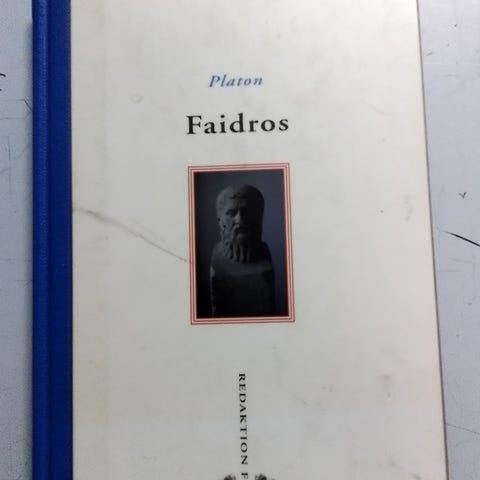 Platon
Faidros
REDAKTION F